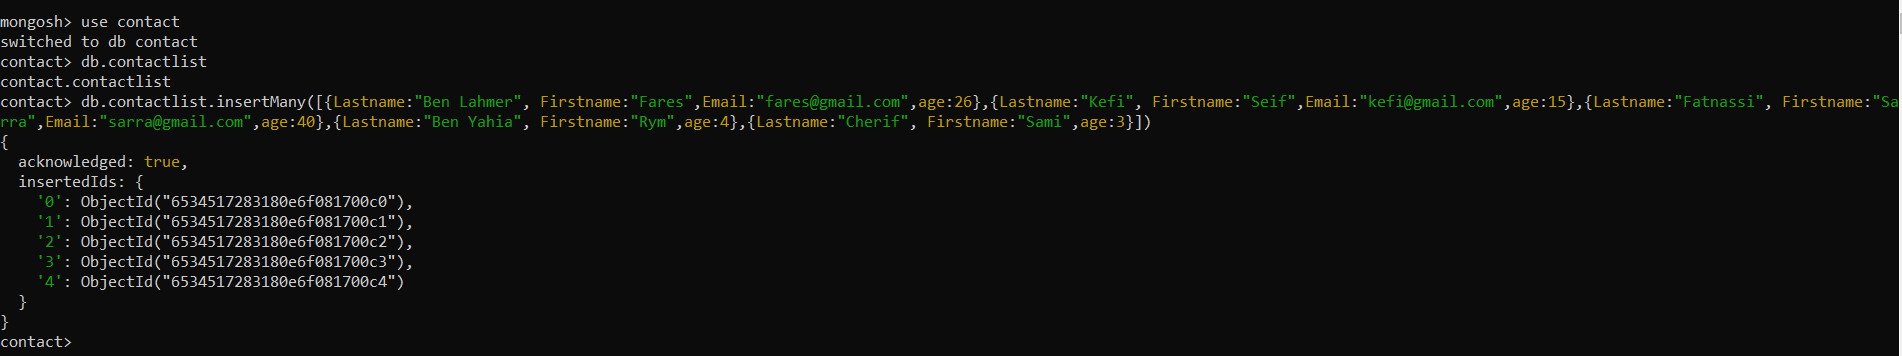 mongosh> use contact
switched to db contact
contact> db.contactlist
contact.contactlist
contact> db.contactlist.insertMany([{Lastname:"Ben Lahmer", Firstname:"Fares",Email:"fares@gmail.com",age:26},{Lastname:"Kefi", Firstname:"Seif",Email:"kefi@gmail.com",age:15},{Lastname:"Fatnassi", Firstname:"Sa
rra",Email:"sarra@gmail.com",age:40},{Lastname:"Ben Yahia", Firstname:"Rym",age:4},{Lastname:"Cherif", Firstname:"Sami",age:3}])
{
  acknowledged: true,
  insertedIds: {
    '0': ObjectId("6534517283180e6f081700c0"),
    '1': ObjectId("6534517283180e6f081700c1"),
    '2': ObjectId("6534517283180e6f081700c2"),
    '3': ObjectId("6534517283180e6f081700c3"),
    '4': ObjectId("6534517283180e6f081700c4")
  }
}
contact>